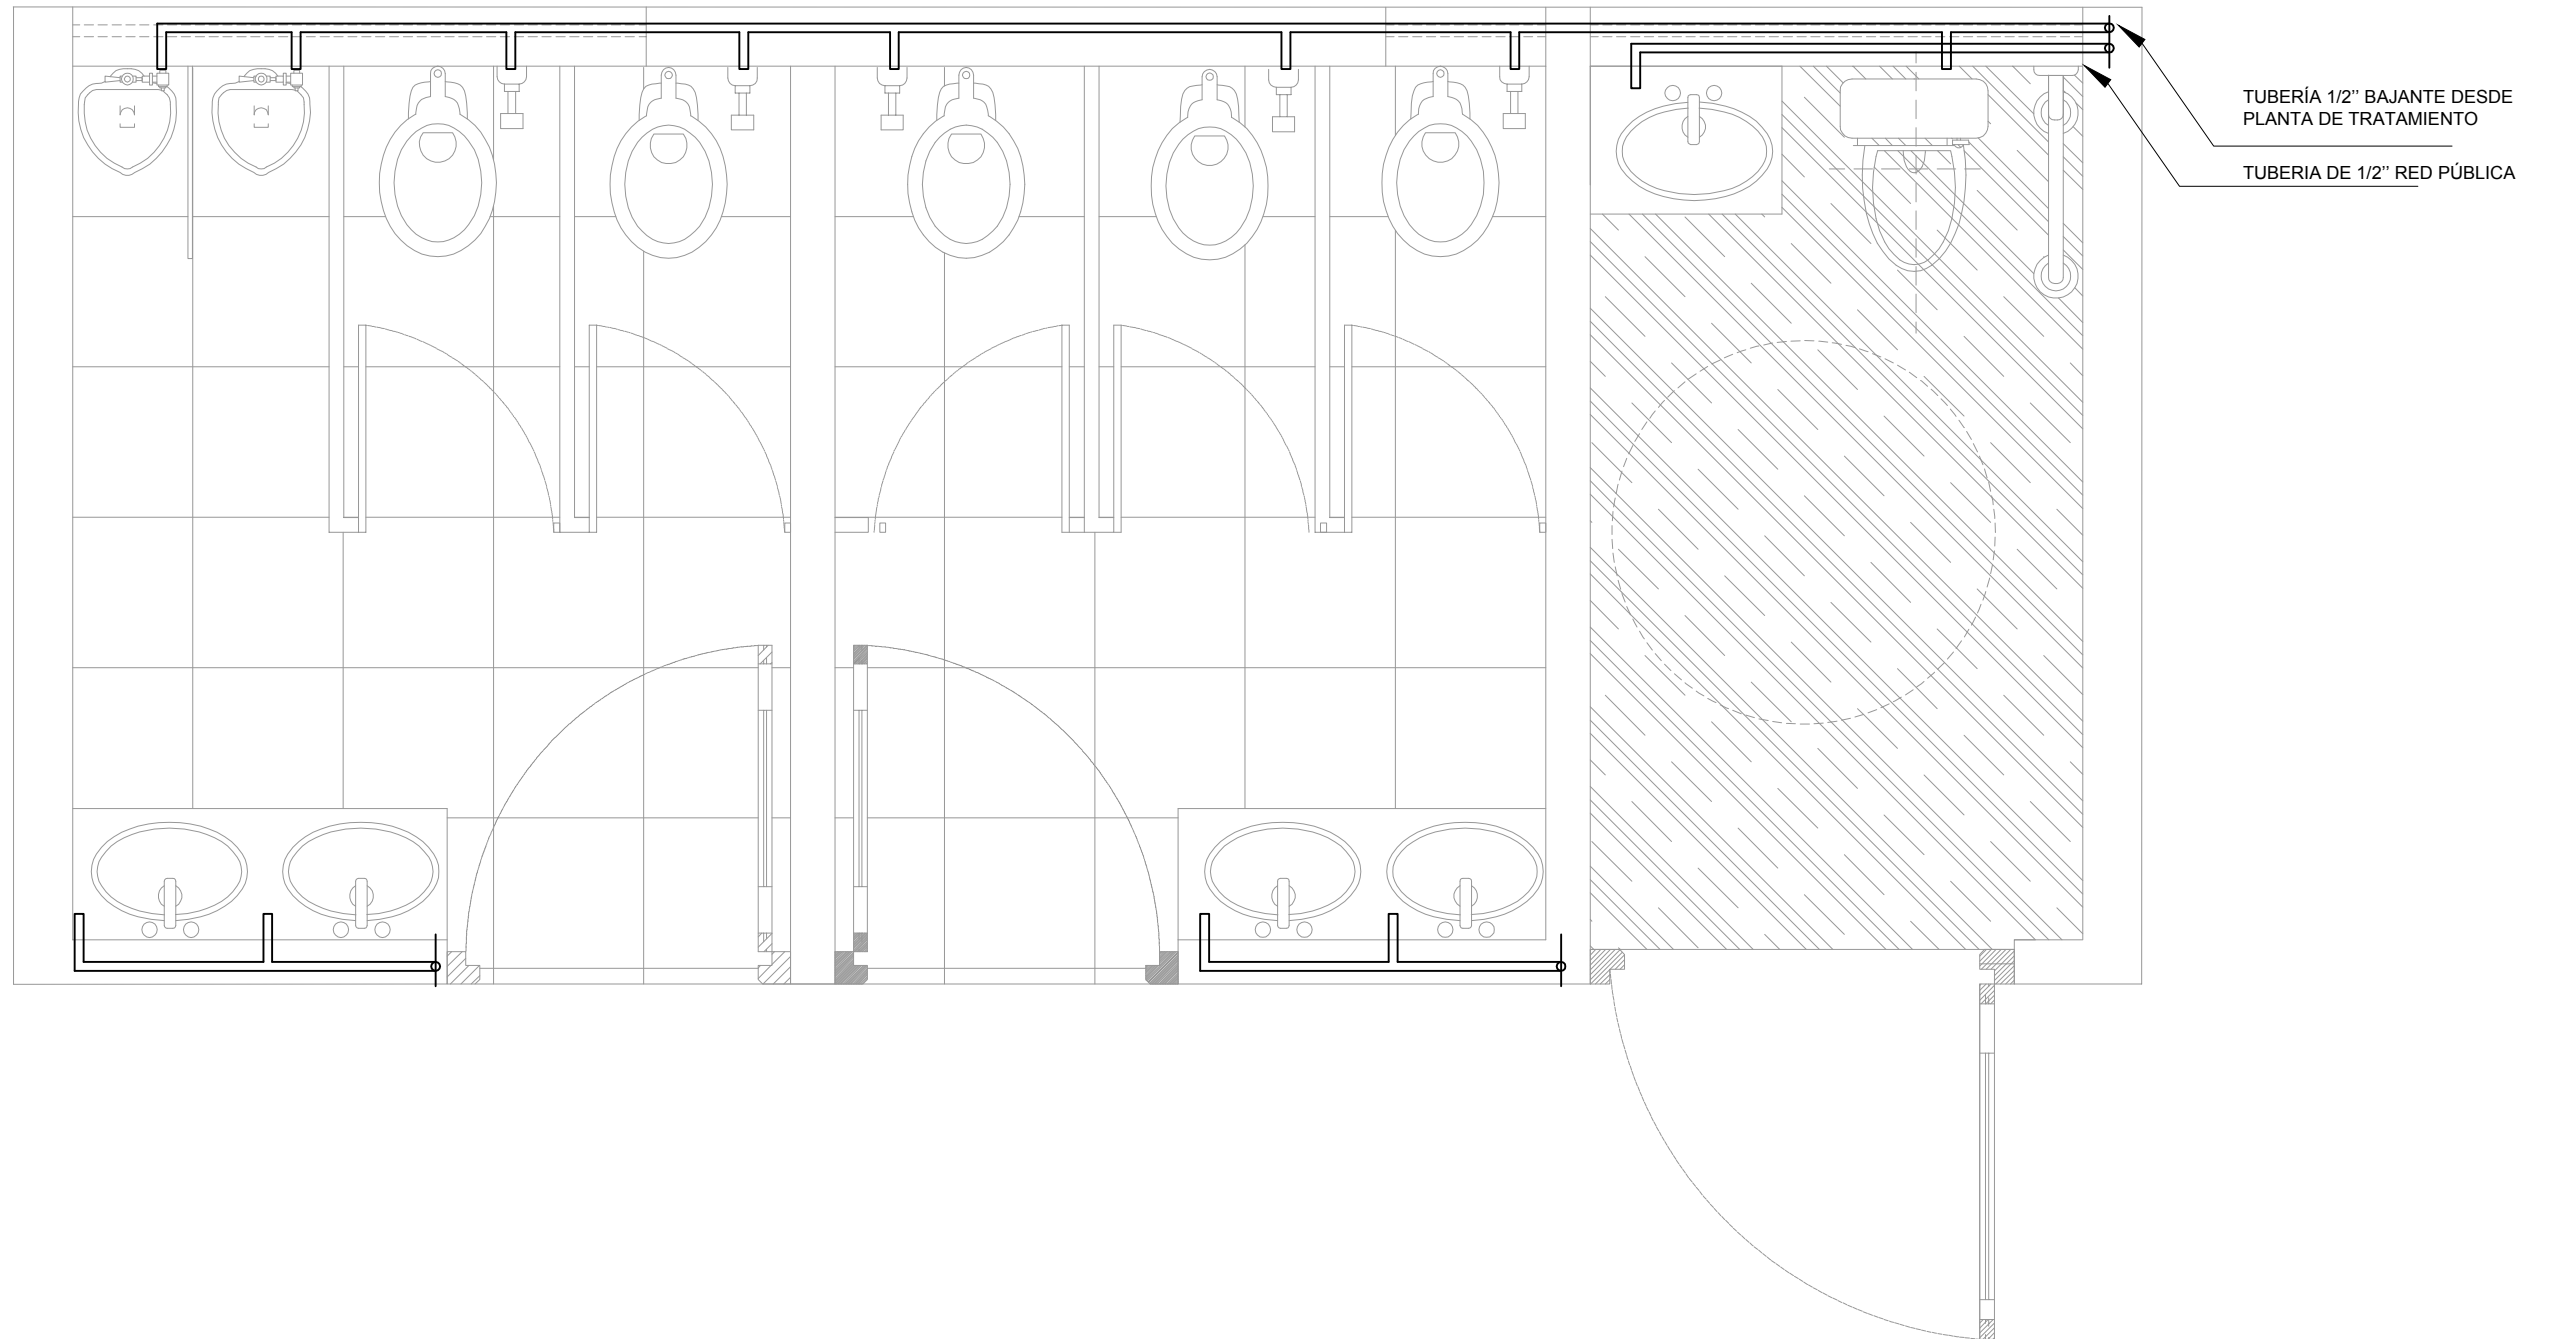 TUBERÍA 1/2’’ BAJANTE DESDE
PLANTA DE TRATAMIENTO
TUBERIA DE 1/2’’ RED PÚBLICA